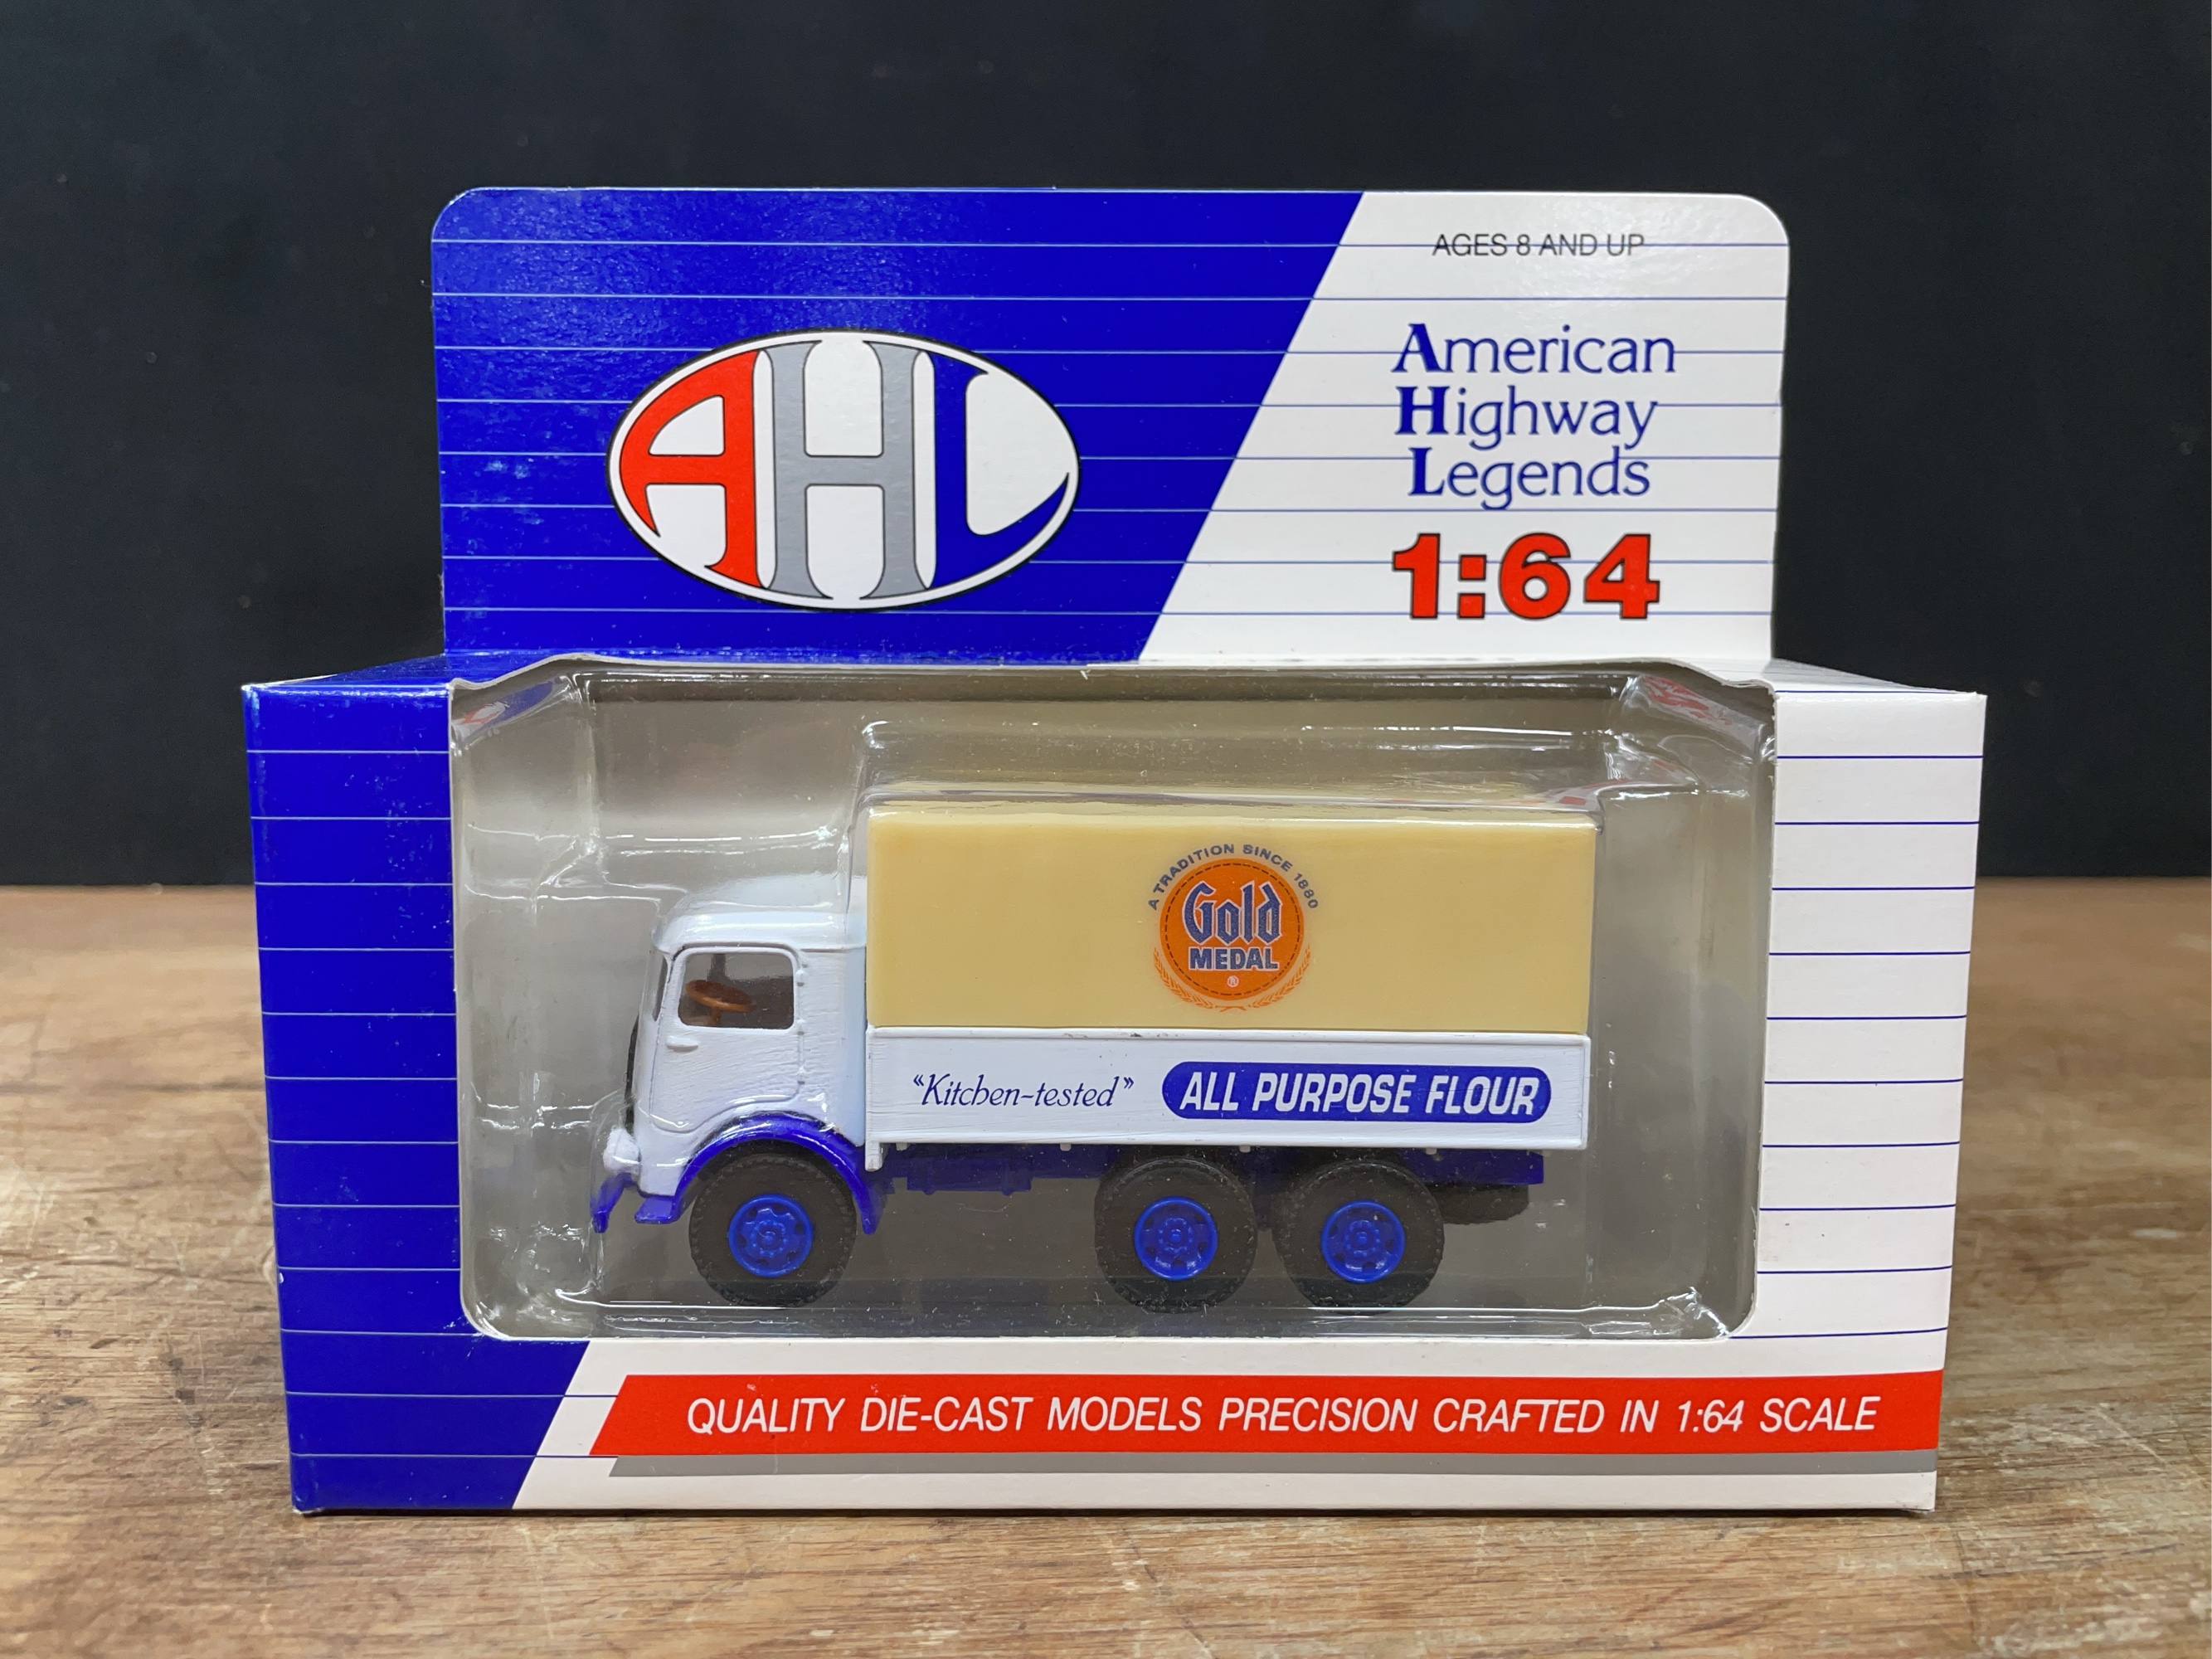 AGES 8 AND UP
AHL
American
Highway
Legends
1:64
A TRADITION SINCE 1880
Gold
MEDAL
®
"Kitchen-tested"
ALL PURPOSE FLOUR
QUALITY DIE-CAST MODELS PRECISION CRAFTED IN 1:64 SCALE